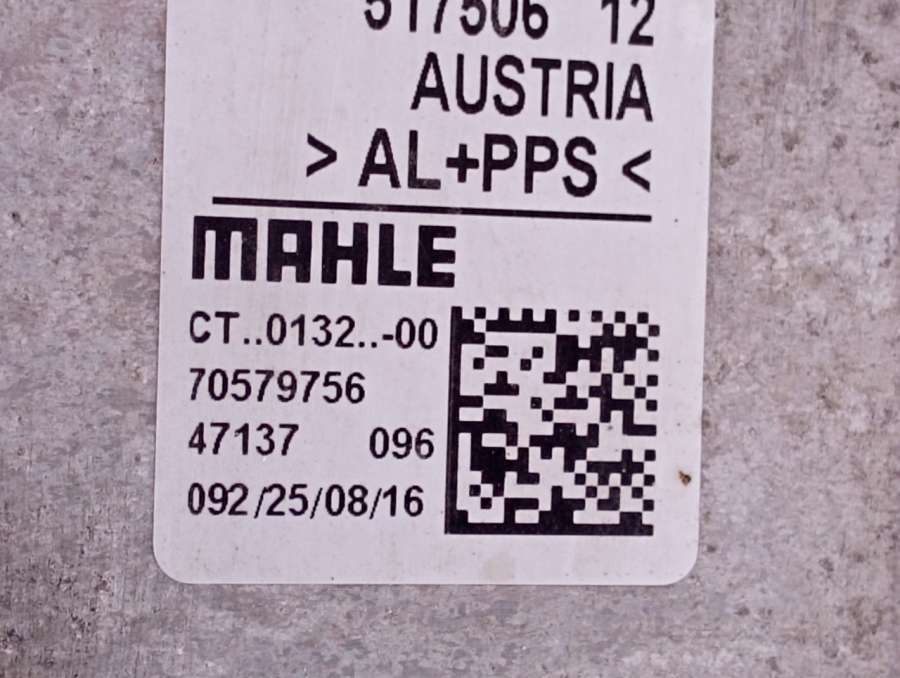 517506 12
AUSTRIA
> AL+PPS <
MAHLE
CT..0132..-00
70579756
47137 096
092/25/08/16